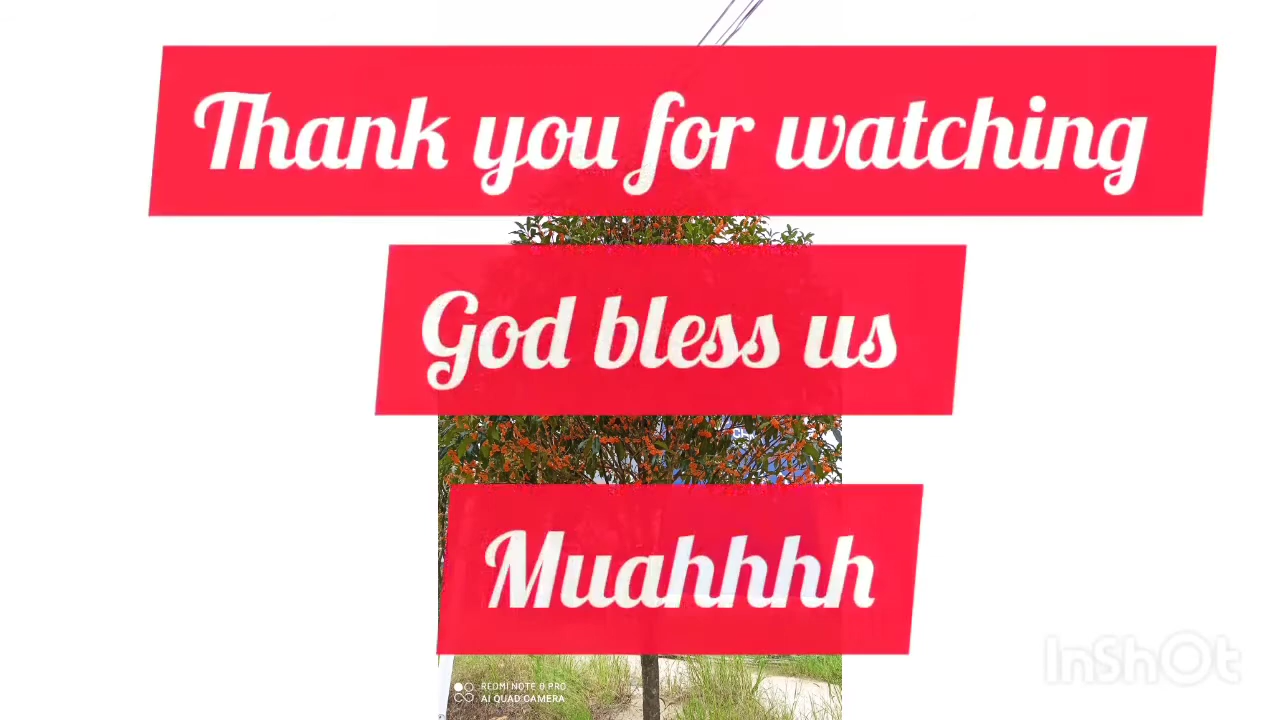 Thank you for watching
God bless us
Muahhhh
REDMI NOTE 8 PRO
AI QUAD CAMERA
InShOt